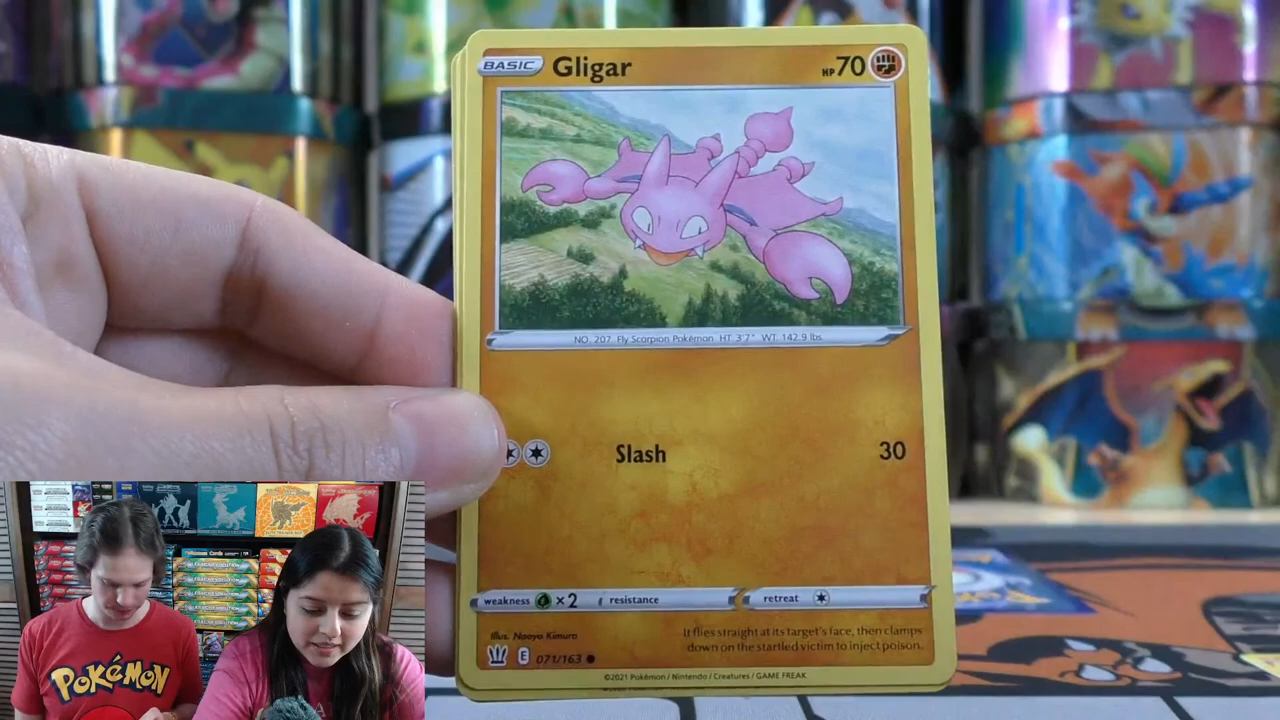 BASIC Gligar HP 70
NO. 207 Fly Scorpion Pokémon HT 3'7" WT 142.9 lbs.
Slash 30
weakness ×2 resistance retreat
Illus. Naoyo Kimura
It flies straight at its target's face, then clamps
down on the startled victim to inject poison.
E 071/163
©2021 Pokémon / Nintendo / Creatures / GAME FREAK
POKéMON